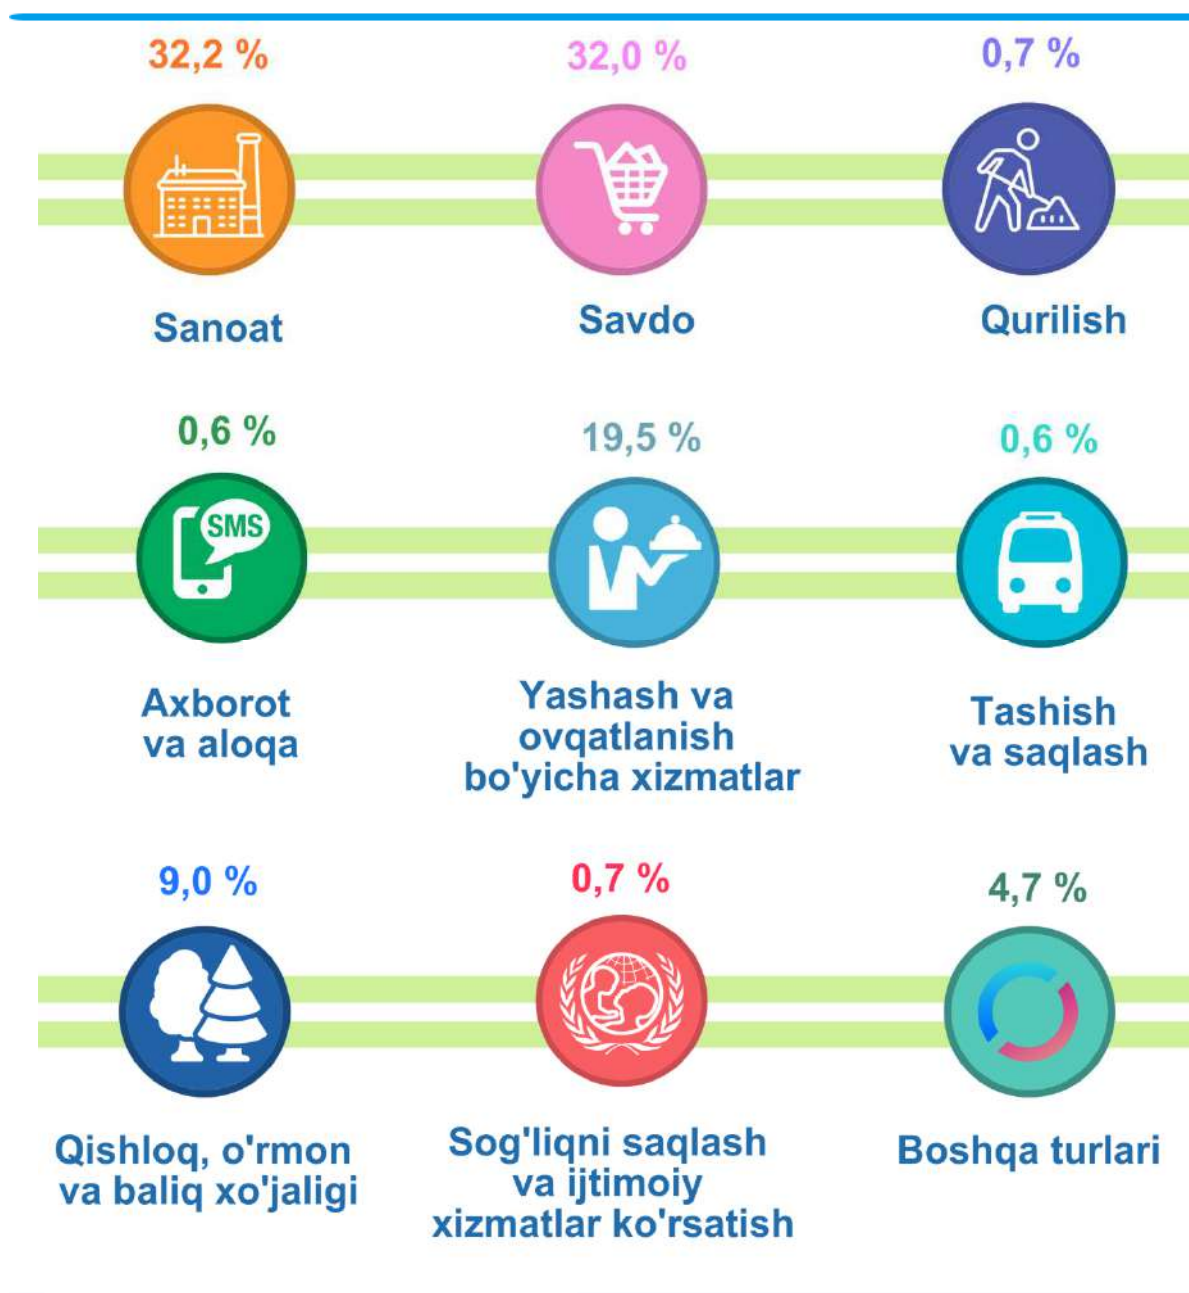 32,2 %
32,0 %
0,7 %
Sanoat
Savdo
Qurilish
0,6 %
19,5 %
0,6 %
SMS
Axborot
va aloqa
Yashash va
ovqatlanish
bo'yicha xizmatlar
Tashish
va saqlash
9,0 %
0,7 %
4,7 %
Qishloq, o'rmon
va baliq xo'jaligi
Sog'liqni saqlash
va ijtimoiy
xizmatlar ko'rsatish
Boshqa turlari